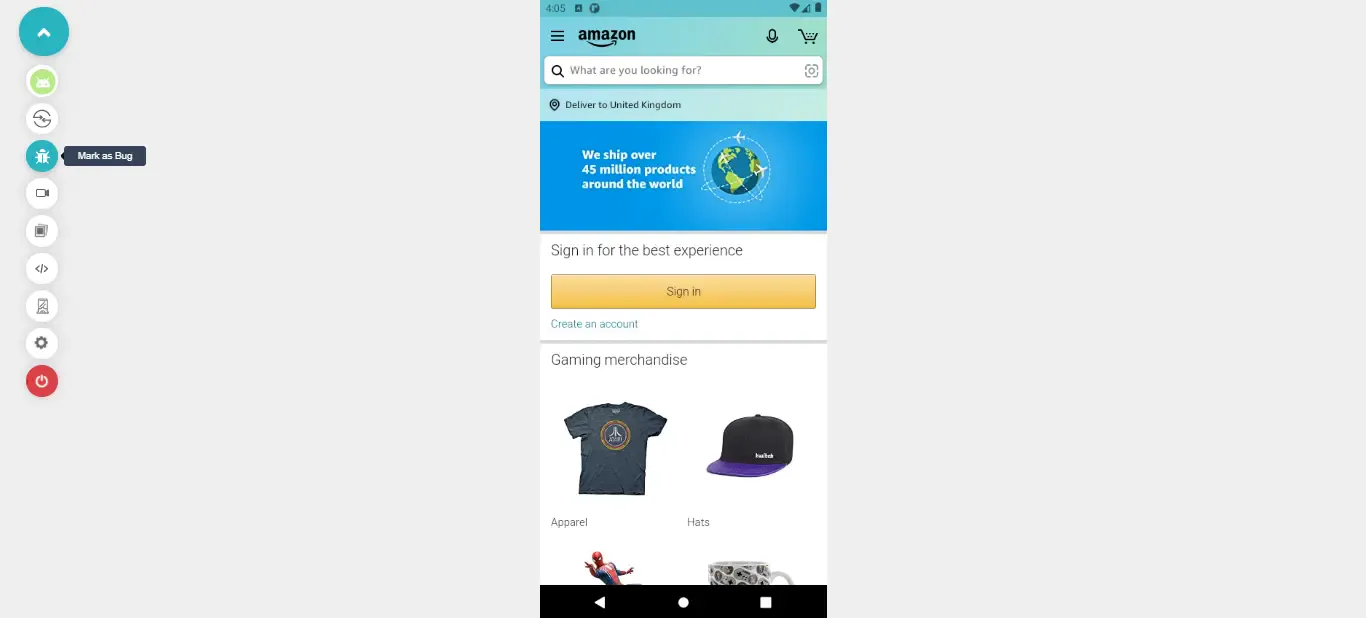 4:05
amazon
What are you looking for?
Deliver to United Kingdom
Mark as Bug
We ship over
45 million products
around the world
Sign in for the best experience
Sign in
Create an account
Gaming merchandise
Apparel
Hats